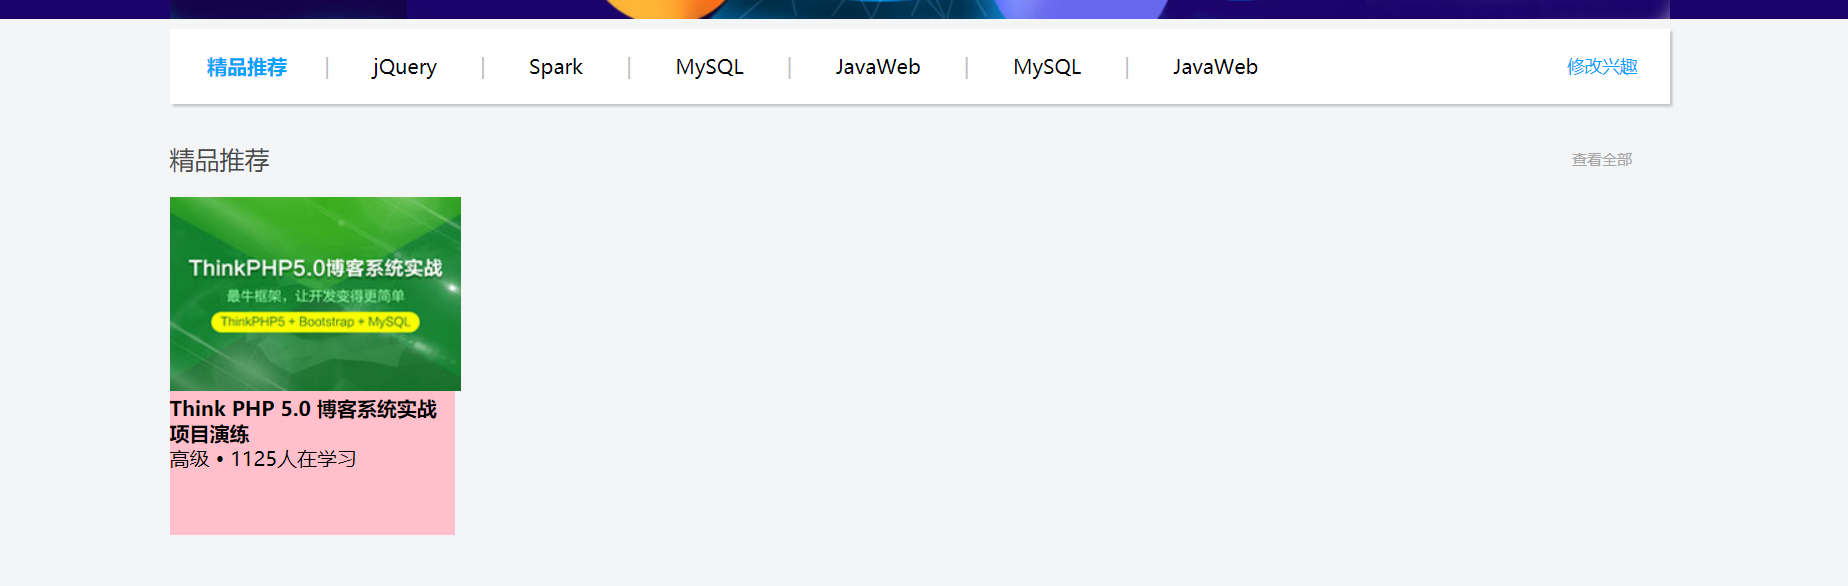 精品推荐 | jQuery | Spark | MySQL | JavaWeb | MySQL | JavaWeb 修改兴趣
精品推荐 查看全部
ThinkPHP5.0博客系统实战
最牛框架，让开发变得更简单
ThinkPHP5 + Bootstrap + MySQL
Think PHP 5.0 博客系统实战
项目演练
高级 • 1125人在学习